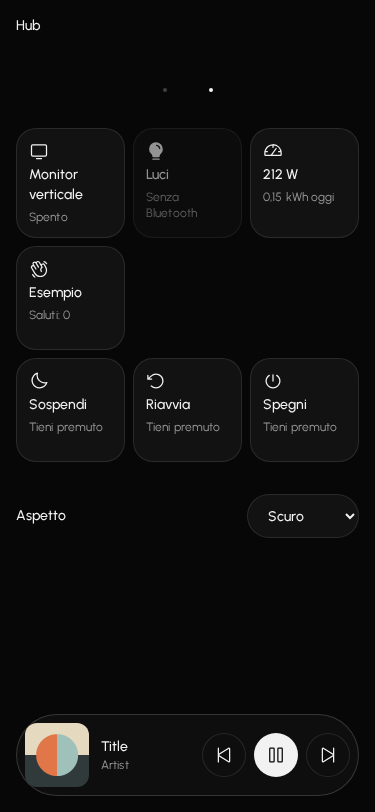 Hub
Monitor
verticale
Spento
Luci
Senza
Bluetooth
212 W
0,15 kWh oggi
Esempio
Saluti: 0
Sospendi
Tieni premuto
Riavvia
Tieni premuto
Spegni
Tieni premuto
Aspetto
Scuro
Title
Artist